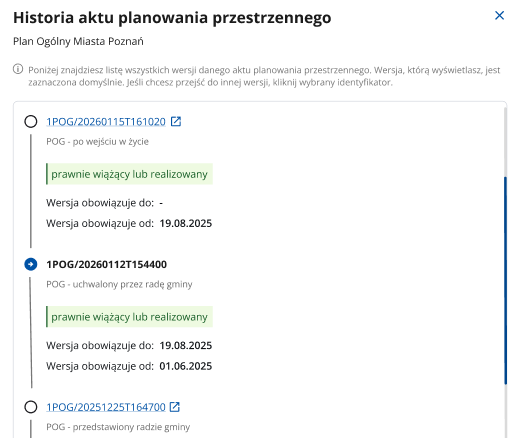 Historia aktu planowania przestrzennego
Plan Ogólny Miasta Poznań
Poniżej znajdziesz listę wszystkich wersji danego aktu planowania przestrzennego. Wersja, którą wyświetlasz, jest
zaznaczona domyślnie. Jeśli chcesz przejść do innej wersji, kliknij wybrany identyfikator.
1POG/20260115T161020
POG - po wejściu w życie
prawnie wiążący lub realizowany
Wersja obowiązuje do: -
Wersja obowiązuje od: 19.08.2025
1POG/20260112T154400
POG - uchwalony przez radę gminy
prawnie wiążący lub realizowany
Wersja obowiązuje do: 19.08.2025
Wersja obowiązuje od: 01.06.2025
1POG/20251225T164700
POG - przedstawiony radzie gminy